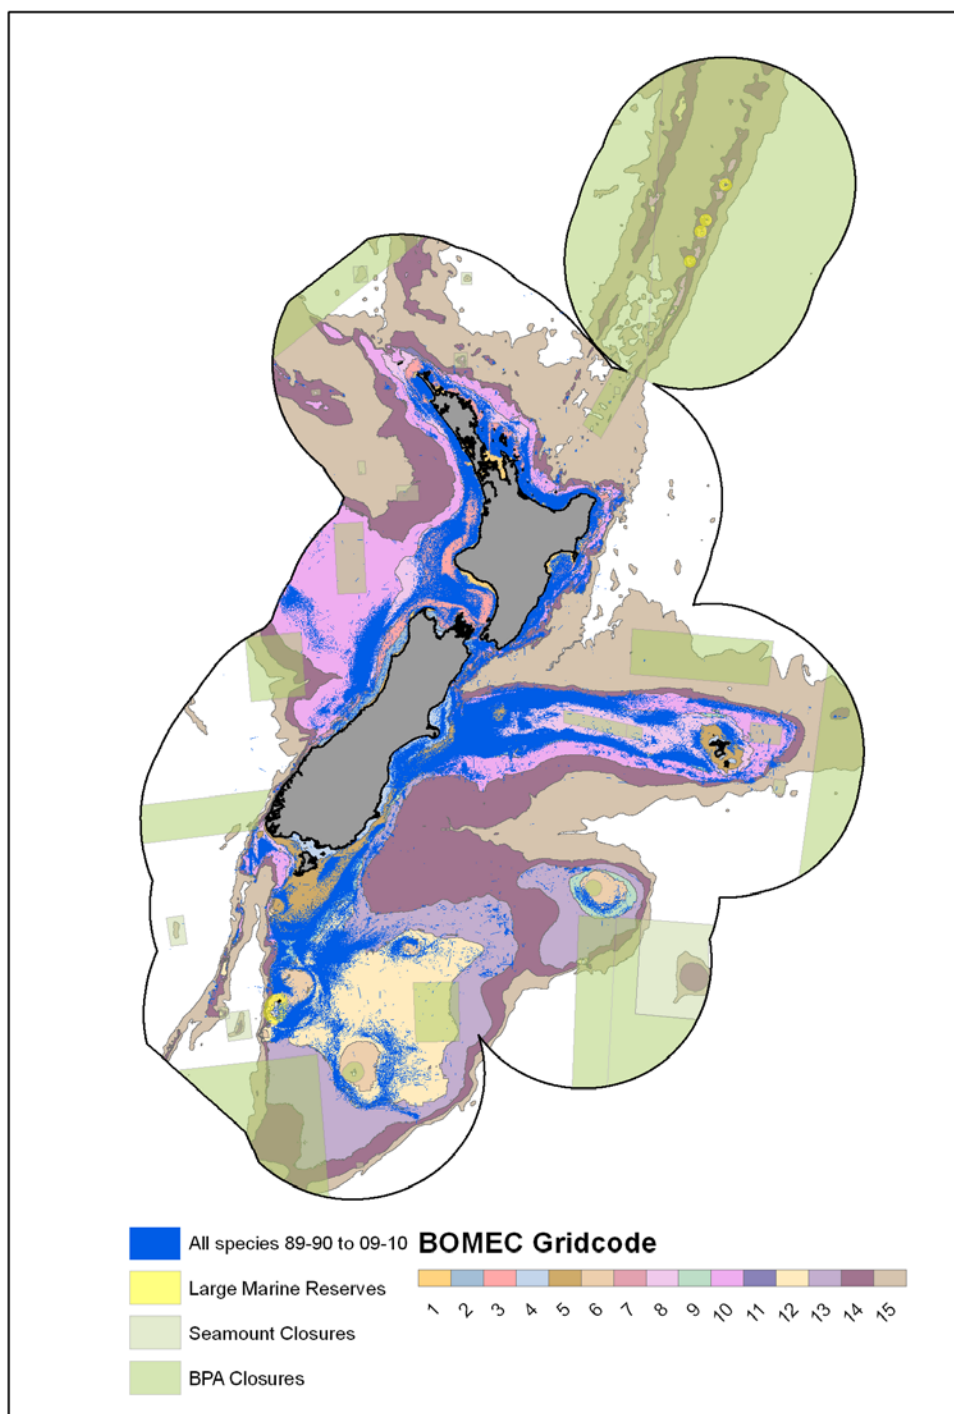 All species 89-90 to 09-10
Large Marine Reserves
Seamount Closures
BPA Closures
BOMEC Gridcode
1 2 3 4 5 6 7 8 9 10 11 12 13 14 15